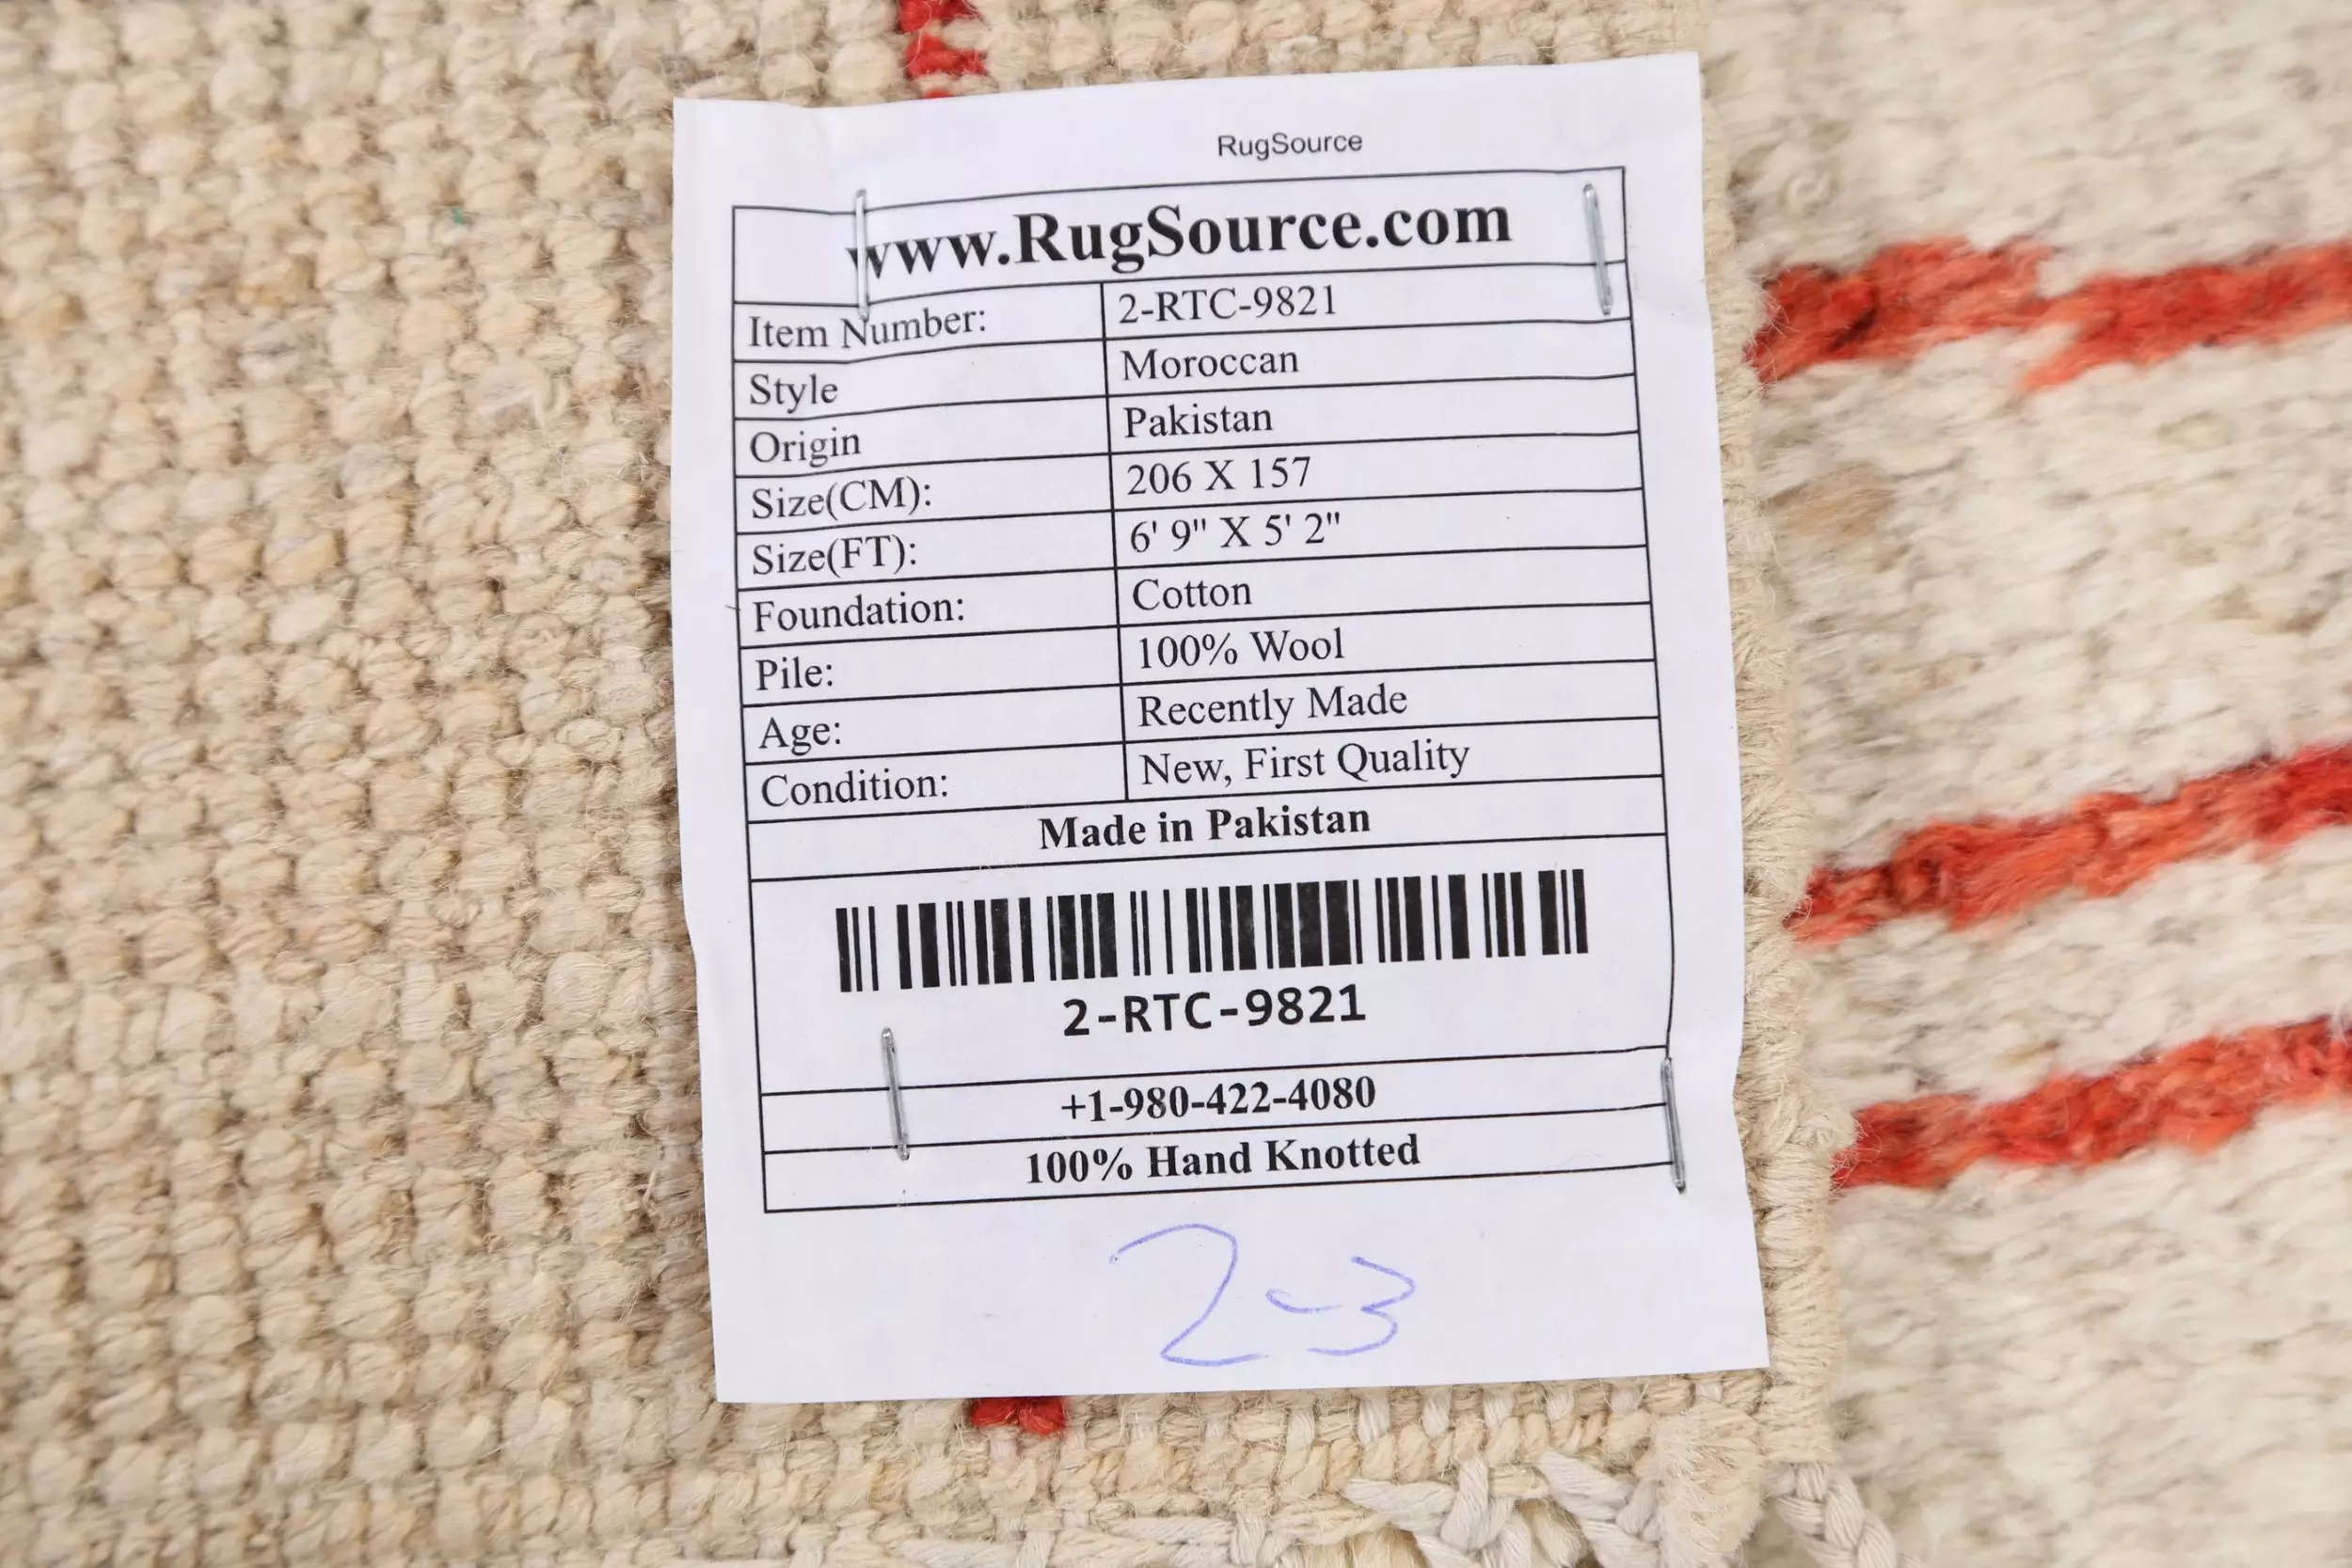 RugSource
www.RugSource.com
Item Number: 2-RTC-9821
Style Moroccan
Origin Pakistan
Size(CM): 206 X 157
Size(FT): 6' 9" X 5' 2"
Foundation: Cotton
Pile: 100% Wool
Age: Recently Made
Condition: New, First Quality
Made in Pakistan
2-RTC-9821
+1-980-422-4080
100% Hand Knotted
2-3